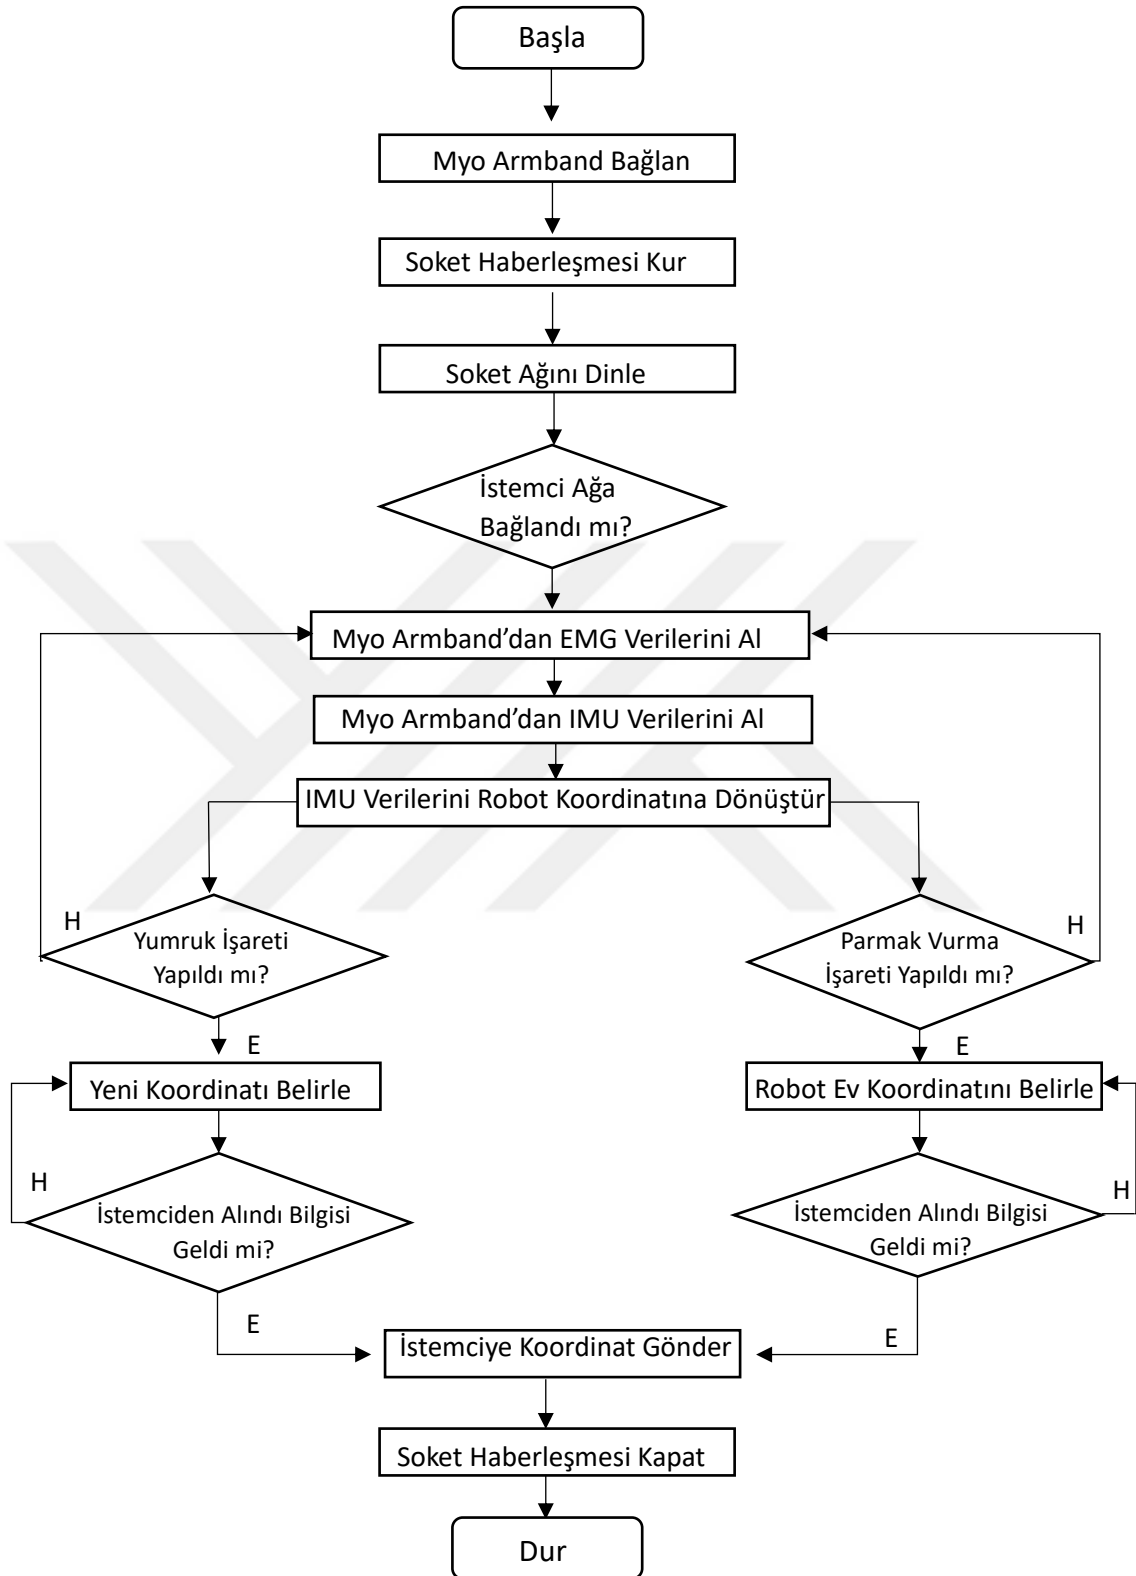 Başla
Myo Armband Bağlan
Soket Haberleşmesi Kur
Soket Ağını Dinle
İstemci Ağa
Bağlandı mı?
Myo Armband’dan EMG Verilerini Al
Myo Armband’dan IMU Verilerini Al
IMU Verilerini Robot Koordinatına Dönüştür
H
Yumruk İşareti
Yapıldı mı?
Parmak Vurma
İşareti Yapıldı mı?
H
E
E
Yeni Koordinatı Belirle
Robot Ev Koordinatını Belirle
H
İstemciden Alındı Bilgisi
Geldi mi?
İstemciden Alındı Bilgisi
Geldi mi?
H
E
E
İstemciye Koordinat Gönder
Soket Haberleşmesi Kapat
Dur